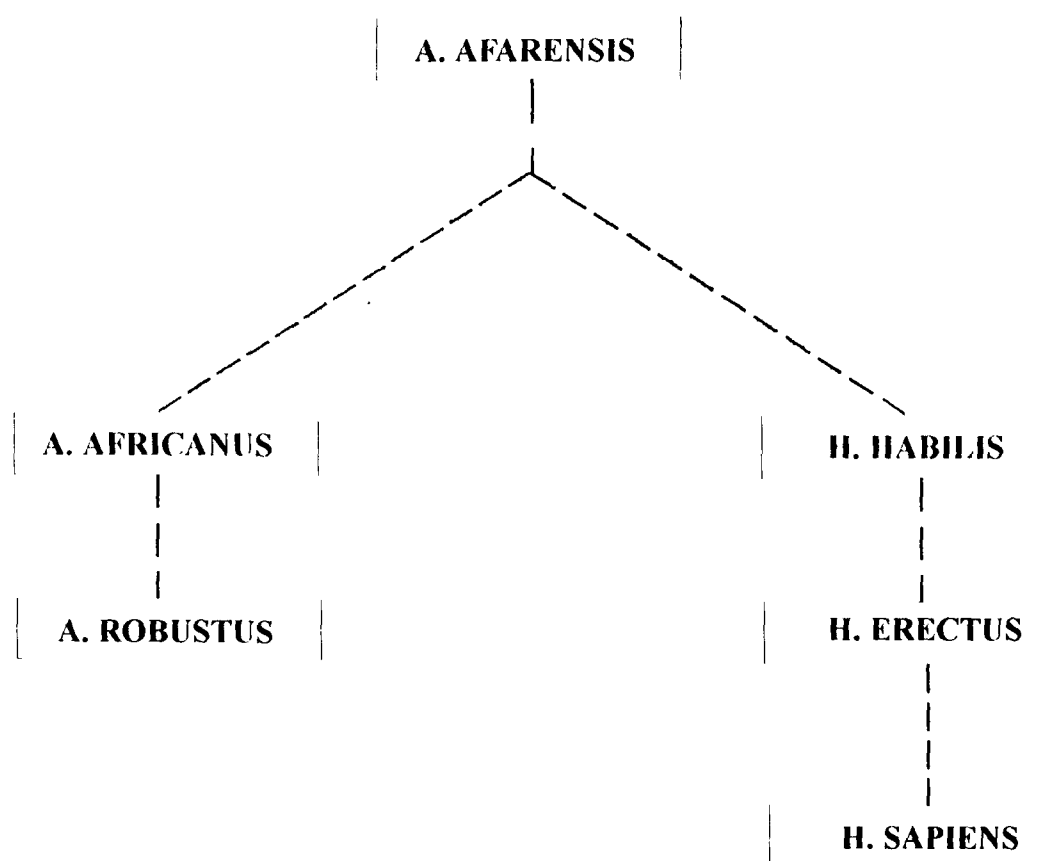 A. AFARENSIS
A. AFRICANUS
H. HABILIS
A. ROBUSTUS
H. ERECTUS
H. SAPIENS